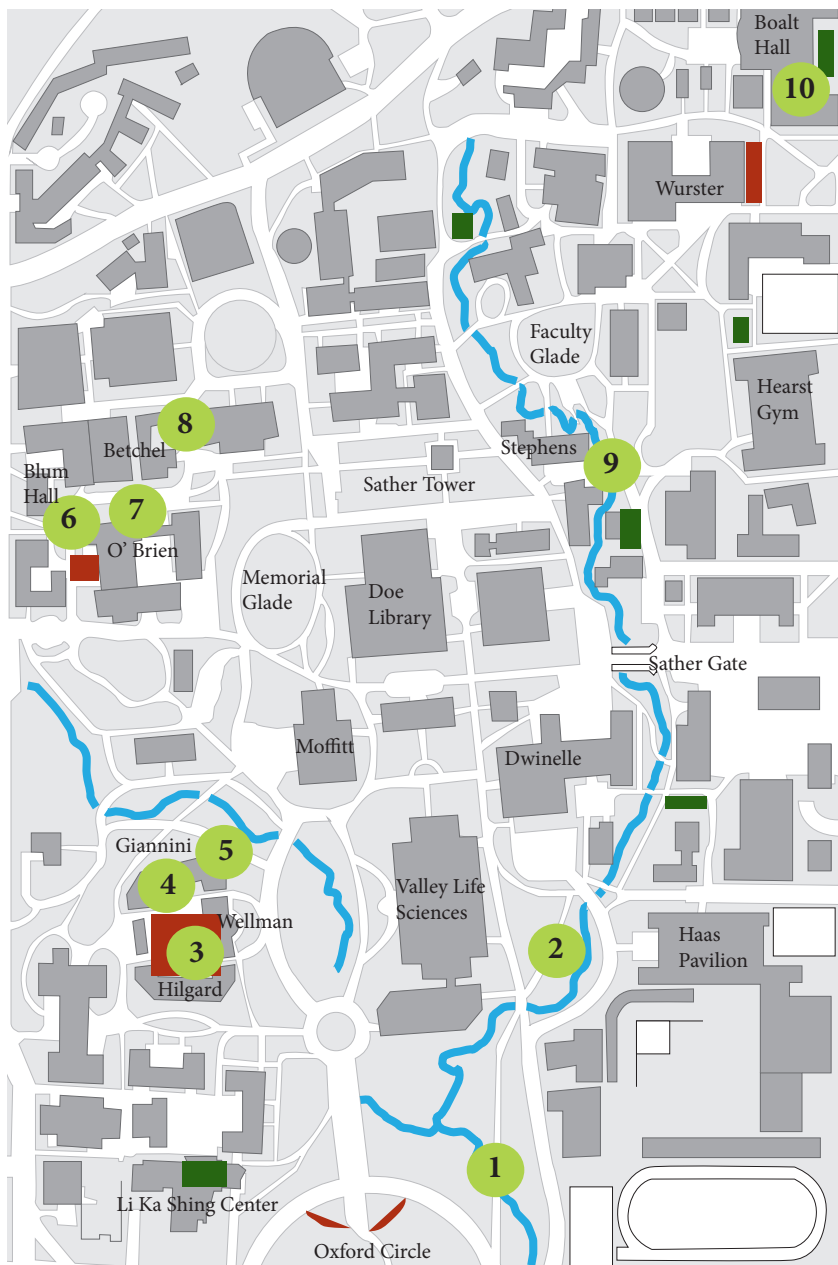 Boalt
Hall
10
Wurster
Faculty
Glade
Hearst
Gym
8
Betchel
Stephens
9
Blum
Hall
Sather Tower
6
7
O’ Brien
Memorial
Glade
Doe
Library
Sather Gate
Moffitt
Dwinelle
Giannini
5
4
Valley Life
Sciences
Wellman
3
2
Haas
Pavilion
Hilgard
1
Li Ka Shing Center
Oxford Circle